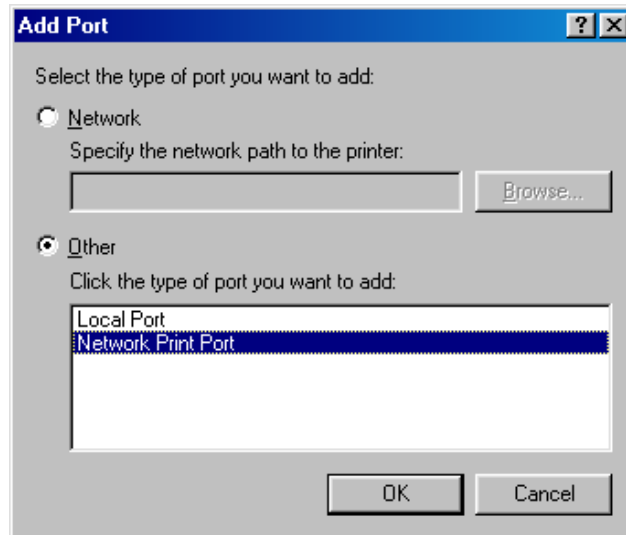 Add Port
Select the type of port you want to add:
Network
Specify the network path to the printer:
Browse...
Other
Click the type of port you want to add:
Local Port
Network Print Port
OK Cancel